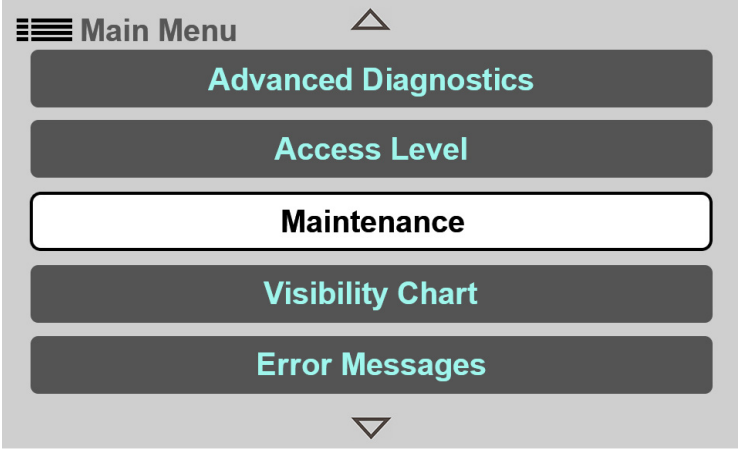 Main Menu
Advanced Diagnostics
Access Level
Maintenance
Visibility Chart
Error Messages